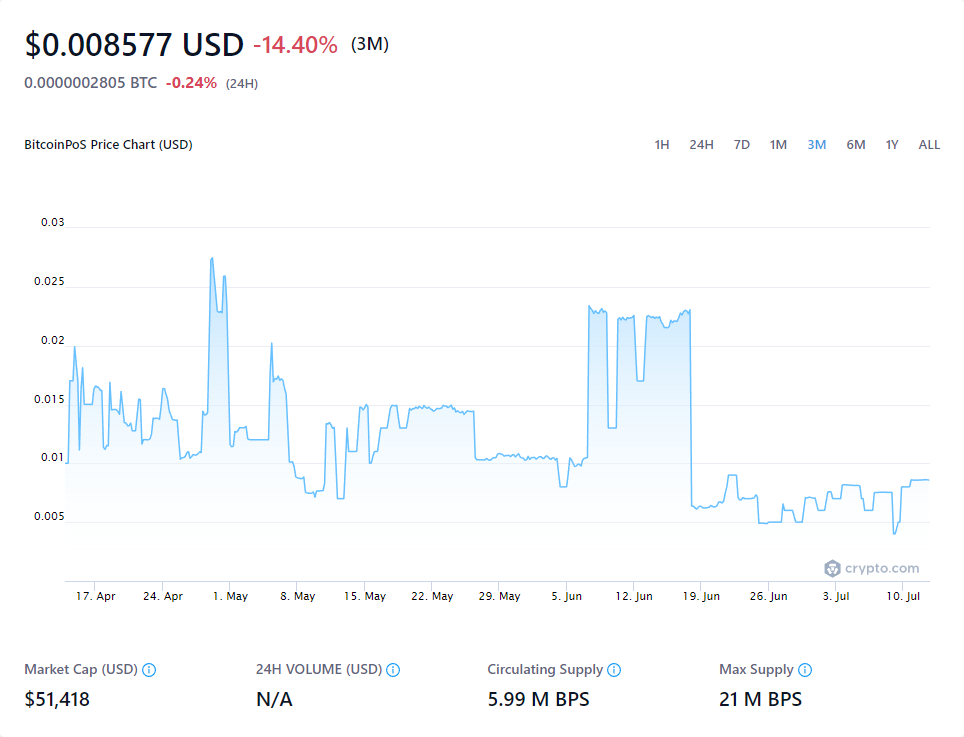 $0.008577 USD -14.40% (3M)
0.0000002805 BTC -0.24% (24H)
BitcoinPoS Price Chart (USD) 1H 24H 7D 1M 3M 6M 1Y ALL
0.03
0.025
0.02
0.015
0.01
0.005
crypto.com
17. Apr 24. Apr 1. May 8. May 15. May 22. May 29. May 5. Jun 12. Jun 19. Jun 26. Jun 3. Jul 10. Jul
Market Cap (USD) 24H VOLUME (USD) Circulating Supply Max Supply
$51,418 N/A 5.99 M BPS 21 M BPS